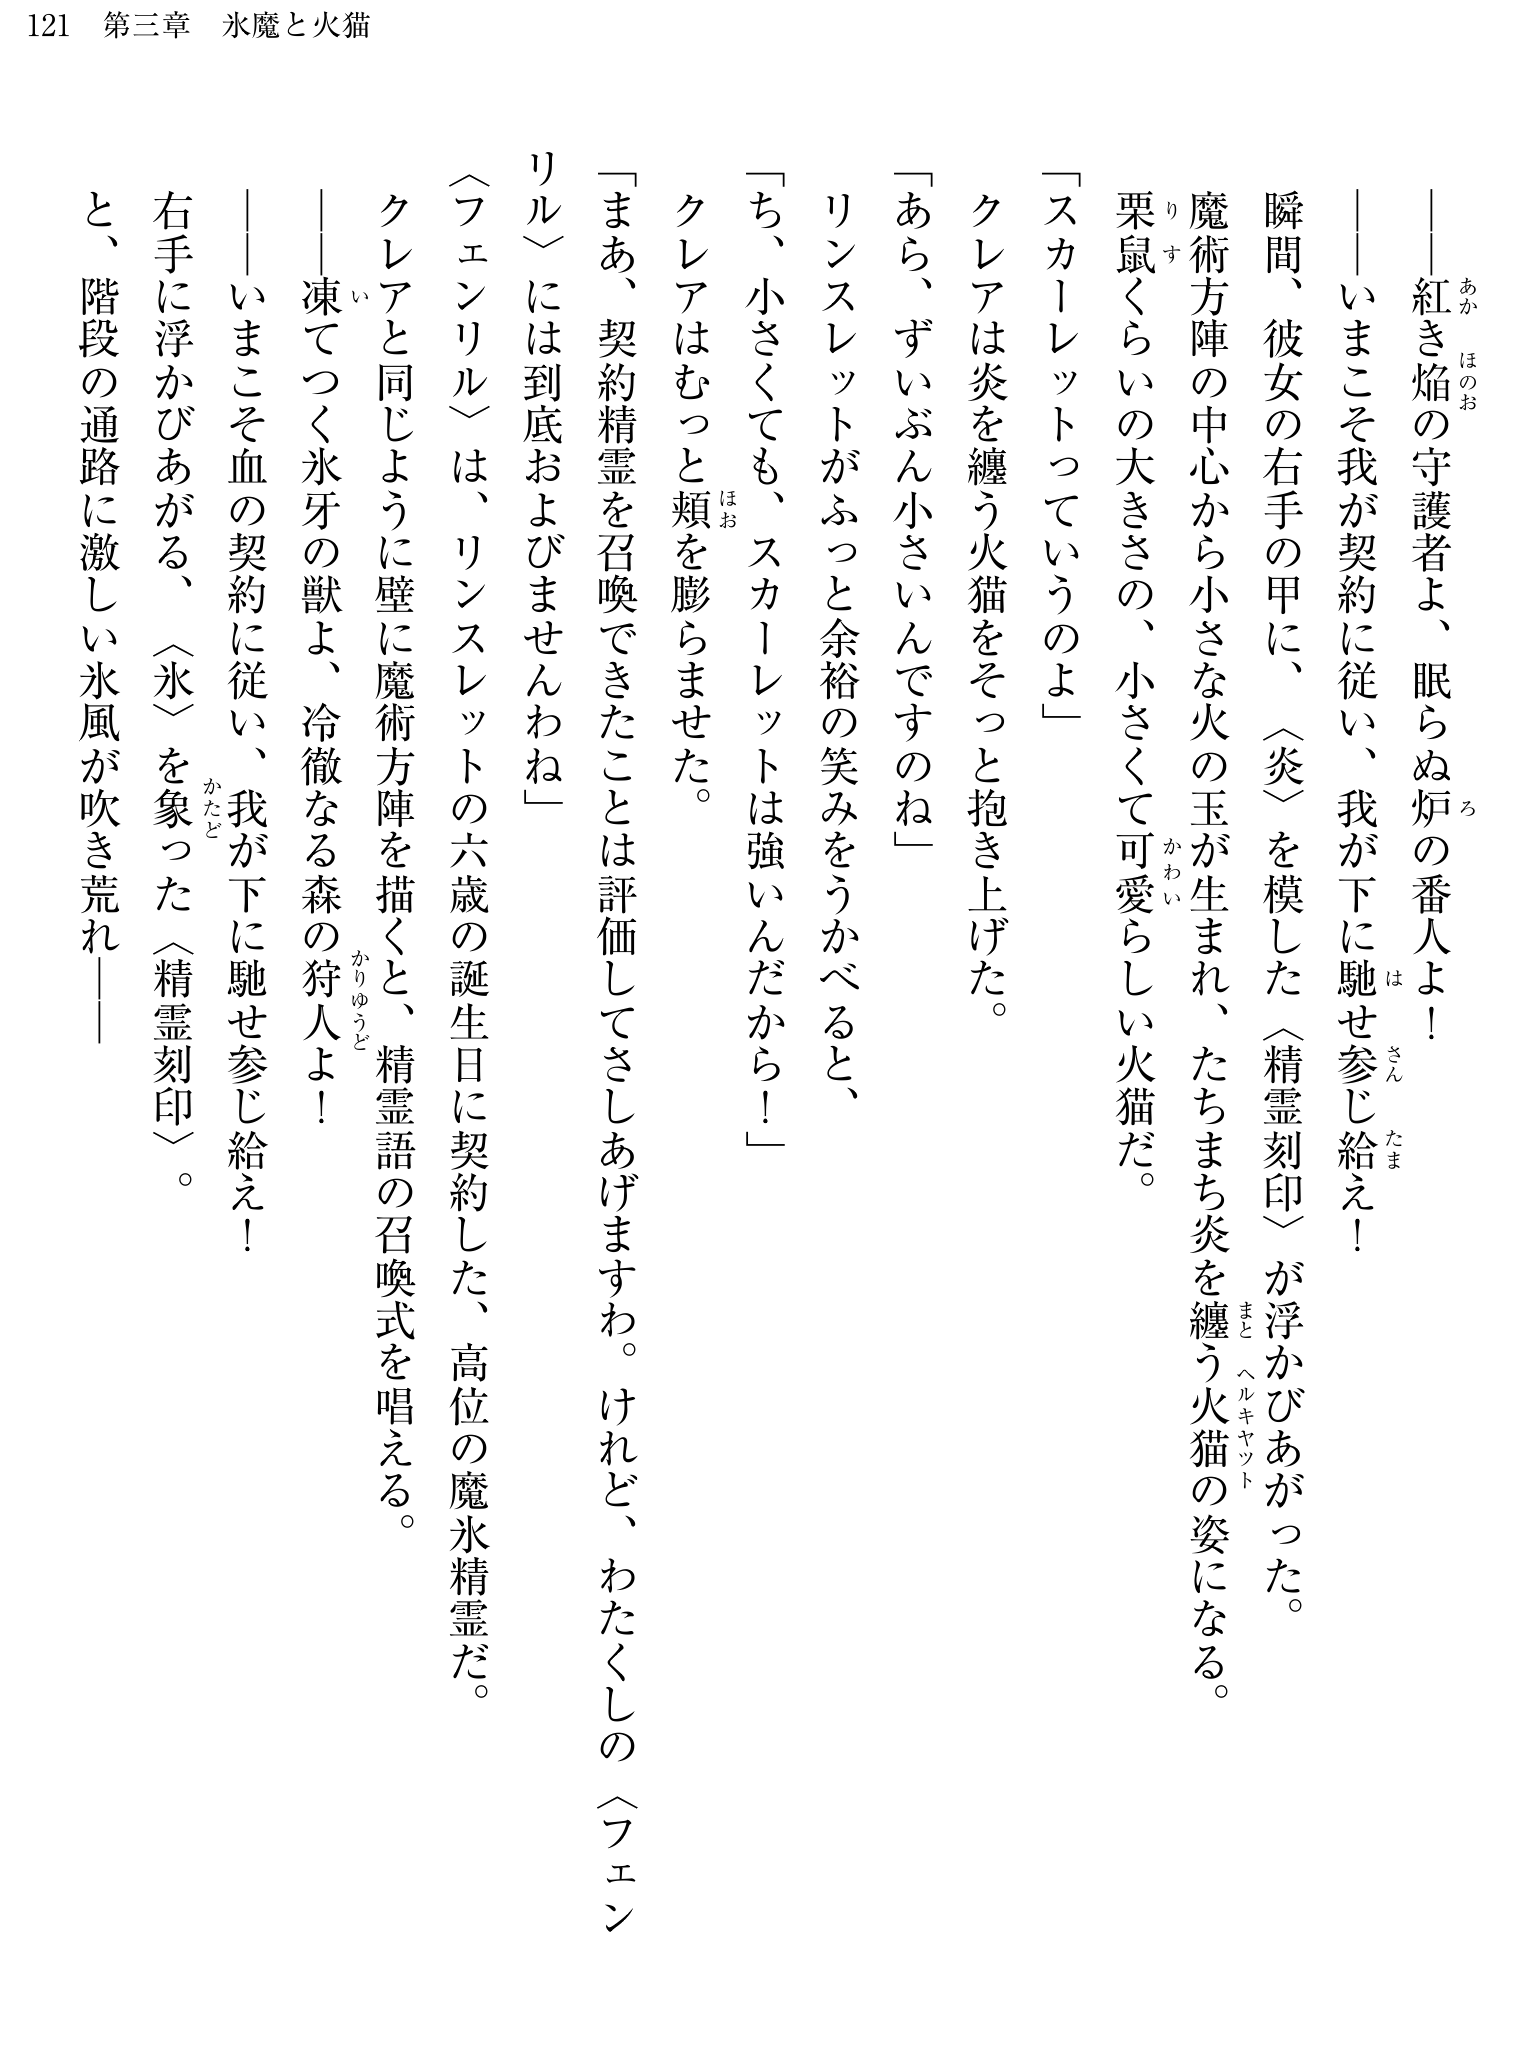 121　第三章　氷魔と火猫
――紅き焔の守護者よ、眠らぬ炉の番人よ！
――いまこそ我が契約に従い、我が下に馳せ参じ給え！
瞬間、彼女の右手の甲に、〈炎〉を模した〈精霊刻印〉が浮かびあがった。
魔術方陣の中心から小さな火の玉が生まれ、たちまち炎を纏う火猫の姿になる。
栗鼠くらいの大きさの、小さくて可愛らしい火猫だ。
「スカーレットっていうのよ」
クレアは炎を纏う火猫をそっと抱き上げた。
「あら、ずいぶん小さいんですのね」
リンスレットがふっと余裕の笑みをうかべると、
「ち、小さくても、スカーレットは強いんだから！」
クレアはむっと頬を膨らませた。
「まあ、契約精霊を召喚できたことは評価してさしあげますわ。けれど、わたくしの〈フェン
リル〉には到底およびませんわね」
〈フェンリル〉は、リンスレットの六歳の誕生日に契約した、高位の魔氷精霊だ。
クレアと同じように壁に魔術方陣を描くと、精霊語の召喚式を唱える。
――凍てつく氷牙の獣よ、冷徹なる森の狩人よ！
――いまこそ血の契約に従い、我が下に馳せ参じ給え！
右手に浮かびあがる、〈氷〉を象った〈精霊刻印〉。
と、階段の通路に激しい氷風が吹き荒れ――